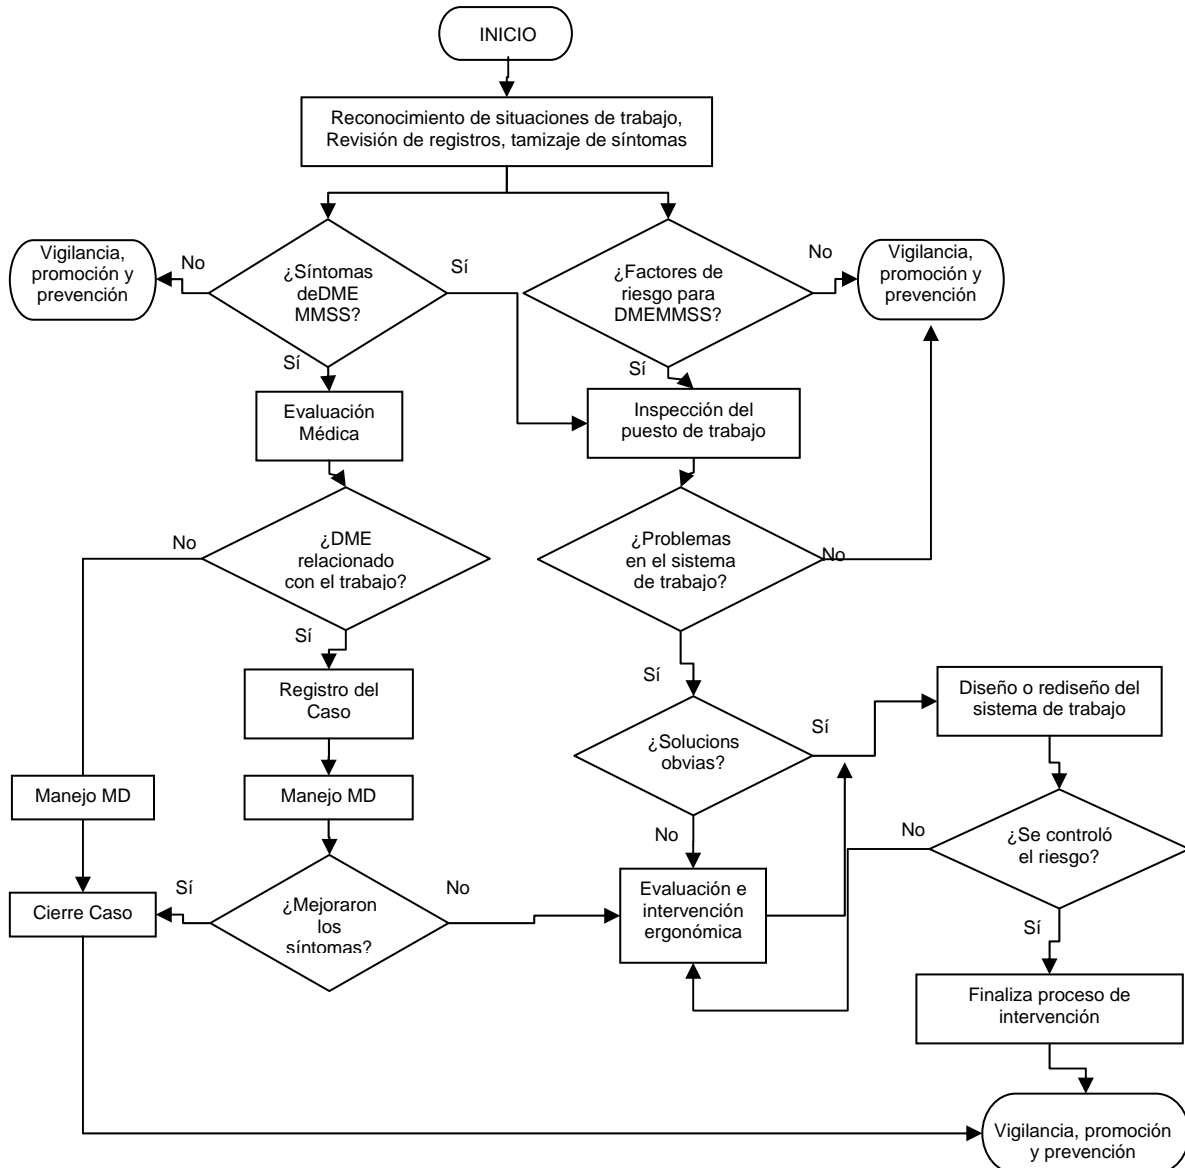 INICIO
Reconocimiento de situaciones de trabajo,
Revisión de registros, tamizaje de síntomas
Vigilancia,
promoción y
prevención
No
¿Síntomas
deDME
MMSS?
Sí
¿Factores de
riesgo para
DMEMMSS?
No
Vigilancia,
promoción y
prevención
Sí
Sí
Evaluación
Médica
Inspección del
puesto de trabajo
No
¿DME
relacionado
con el trabajo?
¿Problemas
en el sistema
de trabajo?
No
Sí
Sí
Registro del
Caso
Diseño o rediseño del
sistema de trabajo
¿Solucions
obvias?
Sí
Manejo MD
Manejo MD
No
No
¿Se controló
el riesgo?
Cierre Caso
Sí
¿Mejoraron
los
síntomas?
No
Evaluación e
intervención
ergonómica
Sí
Finaliza proceso de
intervención
Vigilancia, promoción
y prevención